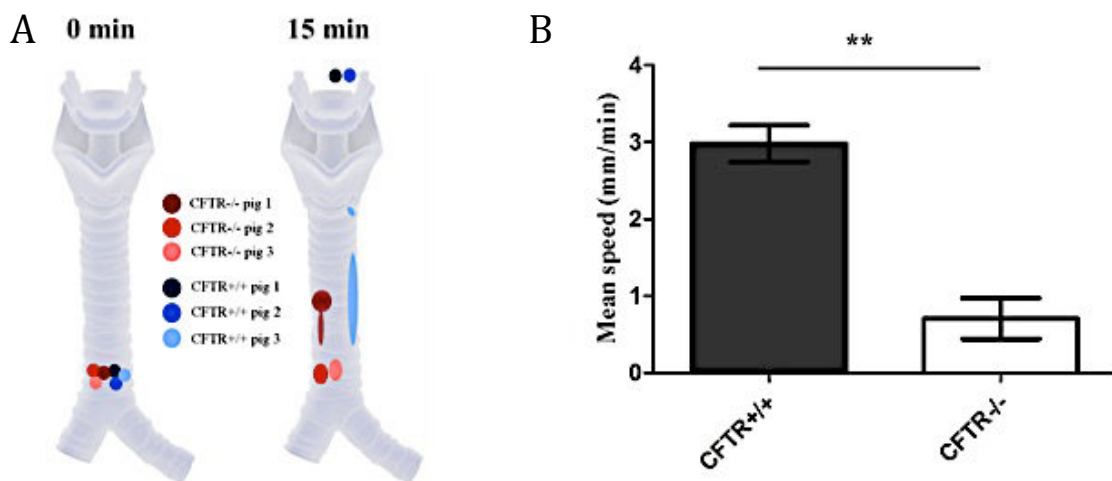 A
0 min
15 min
CFTR-/- pig 1
CFTR-/- pig 2
CFTR-/- pig 3
CFTR+/+ pig 1
CFTR+/+ pig 2
CFTR+/+ pig 3
B
**
Mean speed (mm/min)
4
3
2
1
0
CFTR+/+
CFTR-/-